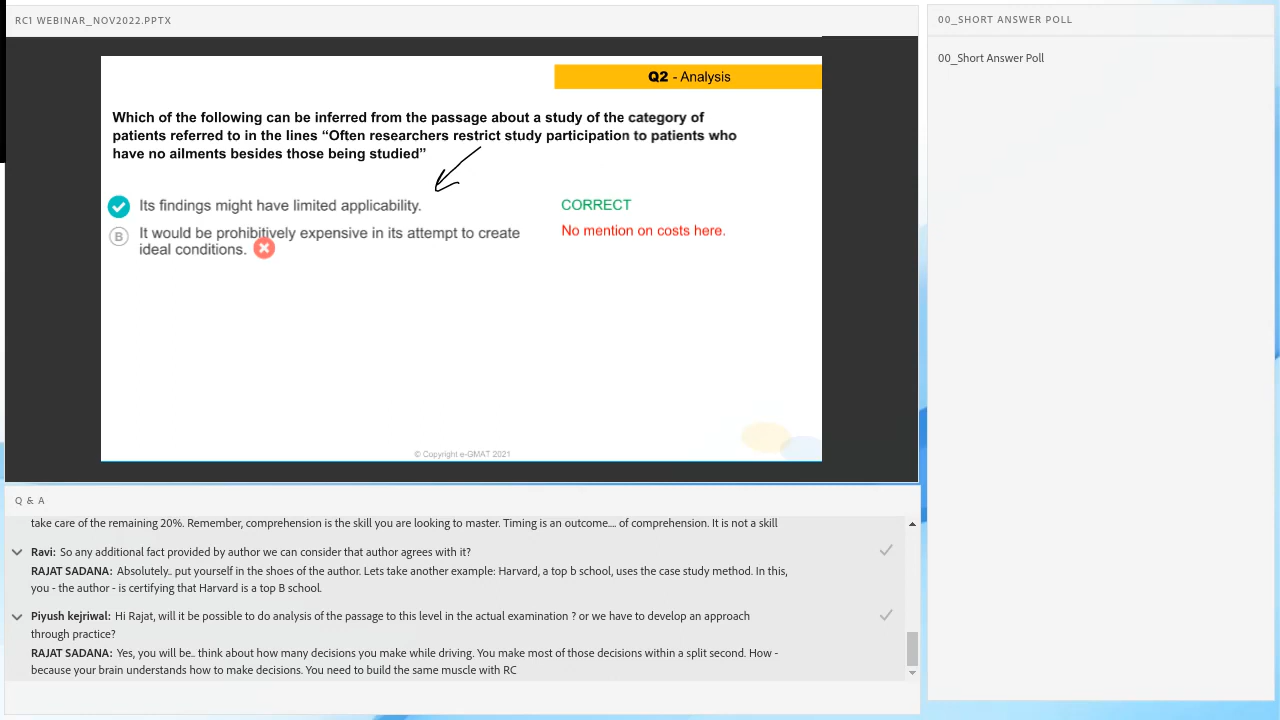 RC1 WEBINAR_NOV2022.PPTX
Q2 - Analysis
Which of the following can be inferred from the passage about a study of the category of
patients referred to in the lines “Often researchers restrict study participation to patients who
have no ailments besides those being studied”
Its findings might have limited applicability.
CORRECT
B
It would be prohibitively expensive in its attempt to create
ideal conditions.
No mention on costs here.
© Copyright e-GMAT 2021
Q & A
take care of the remaining 20%. Remember, comprehension is the skill you are looking to master. Timing is an outcome.... of comprehension. It is not a skill
Ravi: So any additional fact provided by author we can consider that author agrees with it?
RAJAT SADANA: Absolutely.. put yourself in the shoes of the author. Lets take another example: Harvard, a top b school, uses the case study method. In this,
you - the author - is certifying that Harvard is a top B school.
Piyush kejriwal: Hi Rajat, will it be possible to do analysis of the passage to this level in the actual examination ? or we have to develop an approach
through practice?
RAJAT SADANA: Yes, you will be.. think about how many decisions you make while driving. You make most of those decisions within a split second. How -
because your brain understands how to make decisions. You need to build the same muscle with RC
00_SHORT ANSWER POLL
00_Short Answer Poll